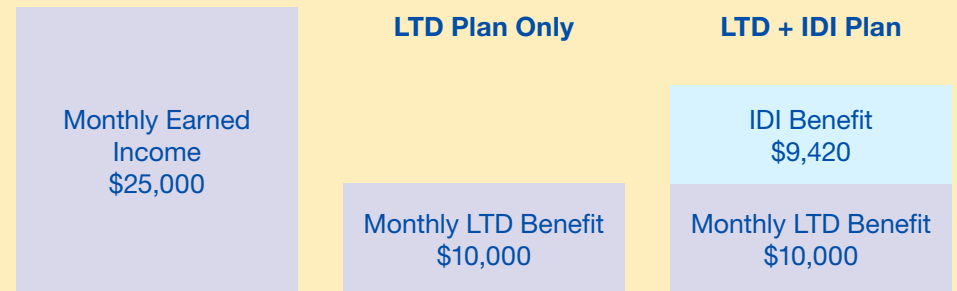 LTD Plan Only
LTD + IDI Plan
Monthly Earned
Income
$25,000
IDI Benefit
$9,420
Monthly LTD Benefit
$10,000
Monthly LTD Benefit
$10,000